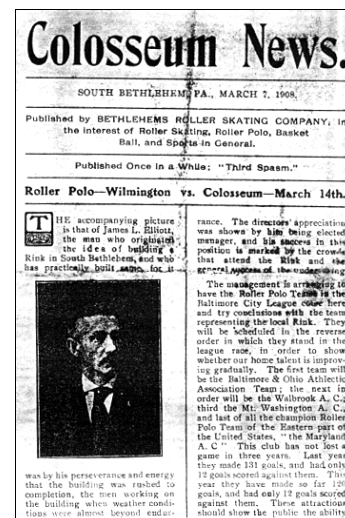 Colosseum News.
SOUTH BETHLEHEM, PA., MARCH 7, 1908.
Published by BETHLEHEMS ROLLER SKATING COMPANY, in
the interest of Roller Skating, Roller Polo, Basket
Ball, and Sports in General.
Published Once in a While; "Third Spasm."
Roller Polo—Wilmington vs. Colosseum—March 14th.
THE accompanying picture
is that of James L. Elliott,
the man who originated
the idea of building a
Rink in South Bethlehem, and who
has practically built same, for it
was by his perseverance and energy
that the building was rushed to
completion, the men working on
the building when weather condi-
tions were almost beyond endur-
rance. The directors' appreciation
was shown by him being elected
manager, and his success in this
position is marked by the crowds
that attend the Rink and the
general success of the undertaking
The management is arranging to
have the Roller Polo Teams in the
Baltimore City League come here
and try conclusions with the team
representing the local Rink. They
will be scheduled in the reverse
order in which they stand in the
league race, in order to show
whether our home talent is improv-
ing gradually. The first team will
be the Baltimore & Ohio Athletic
Association Team; the next in
order will be the Walbrook A. C.;
third the Mt. Washington A. C.,
and last of all the champion Roller
Polo Team of the Eastern part of
the United States, "the Maryland
A. C" This club has not lost a
game in three years. Last year
they made 131 goals, and had only
12 goals scored against them. This
year they have made so far 120
goals, and had only 12 goals scored
against them. These attractions
should show the public the ability